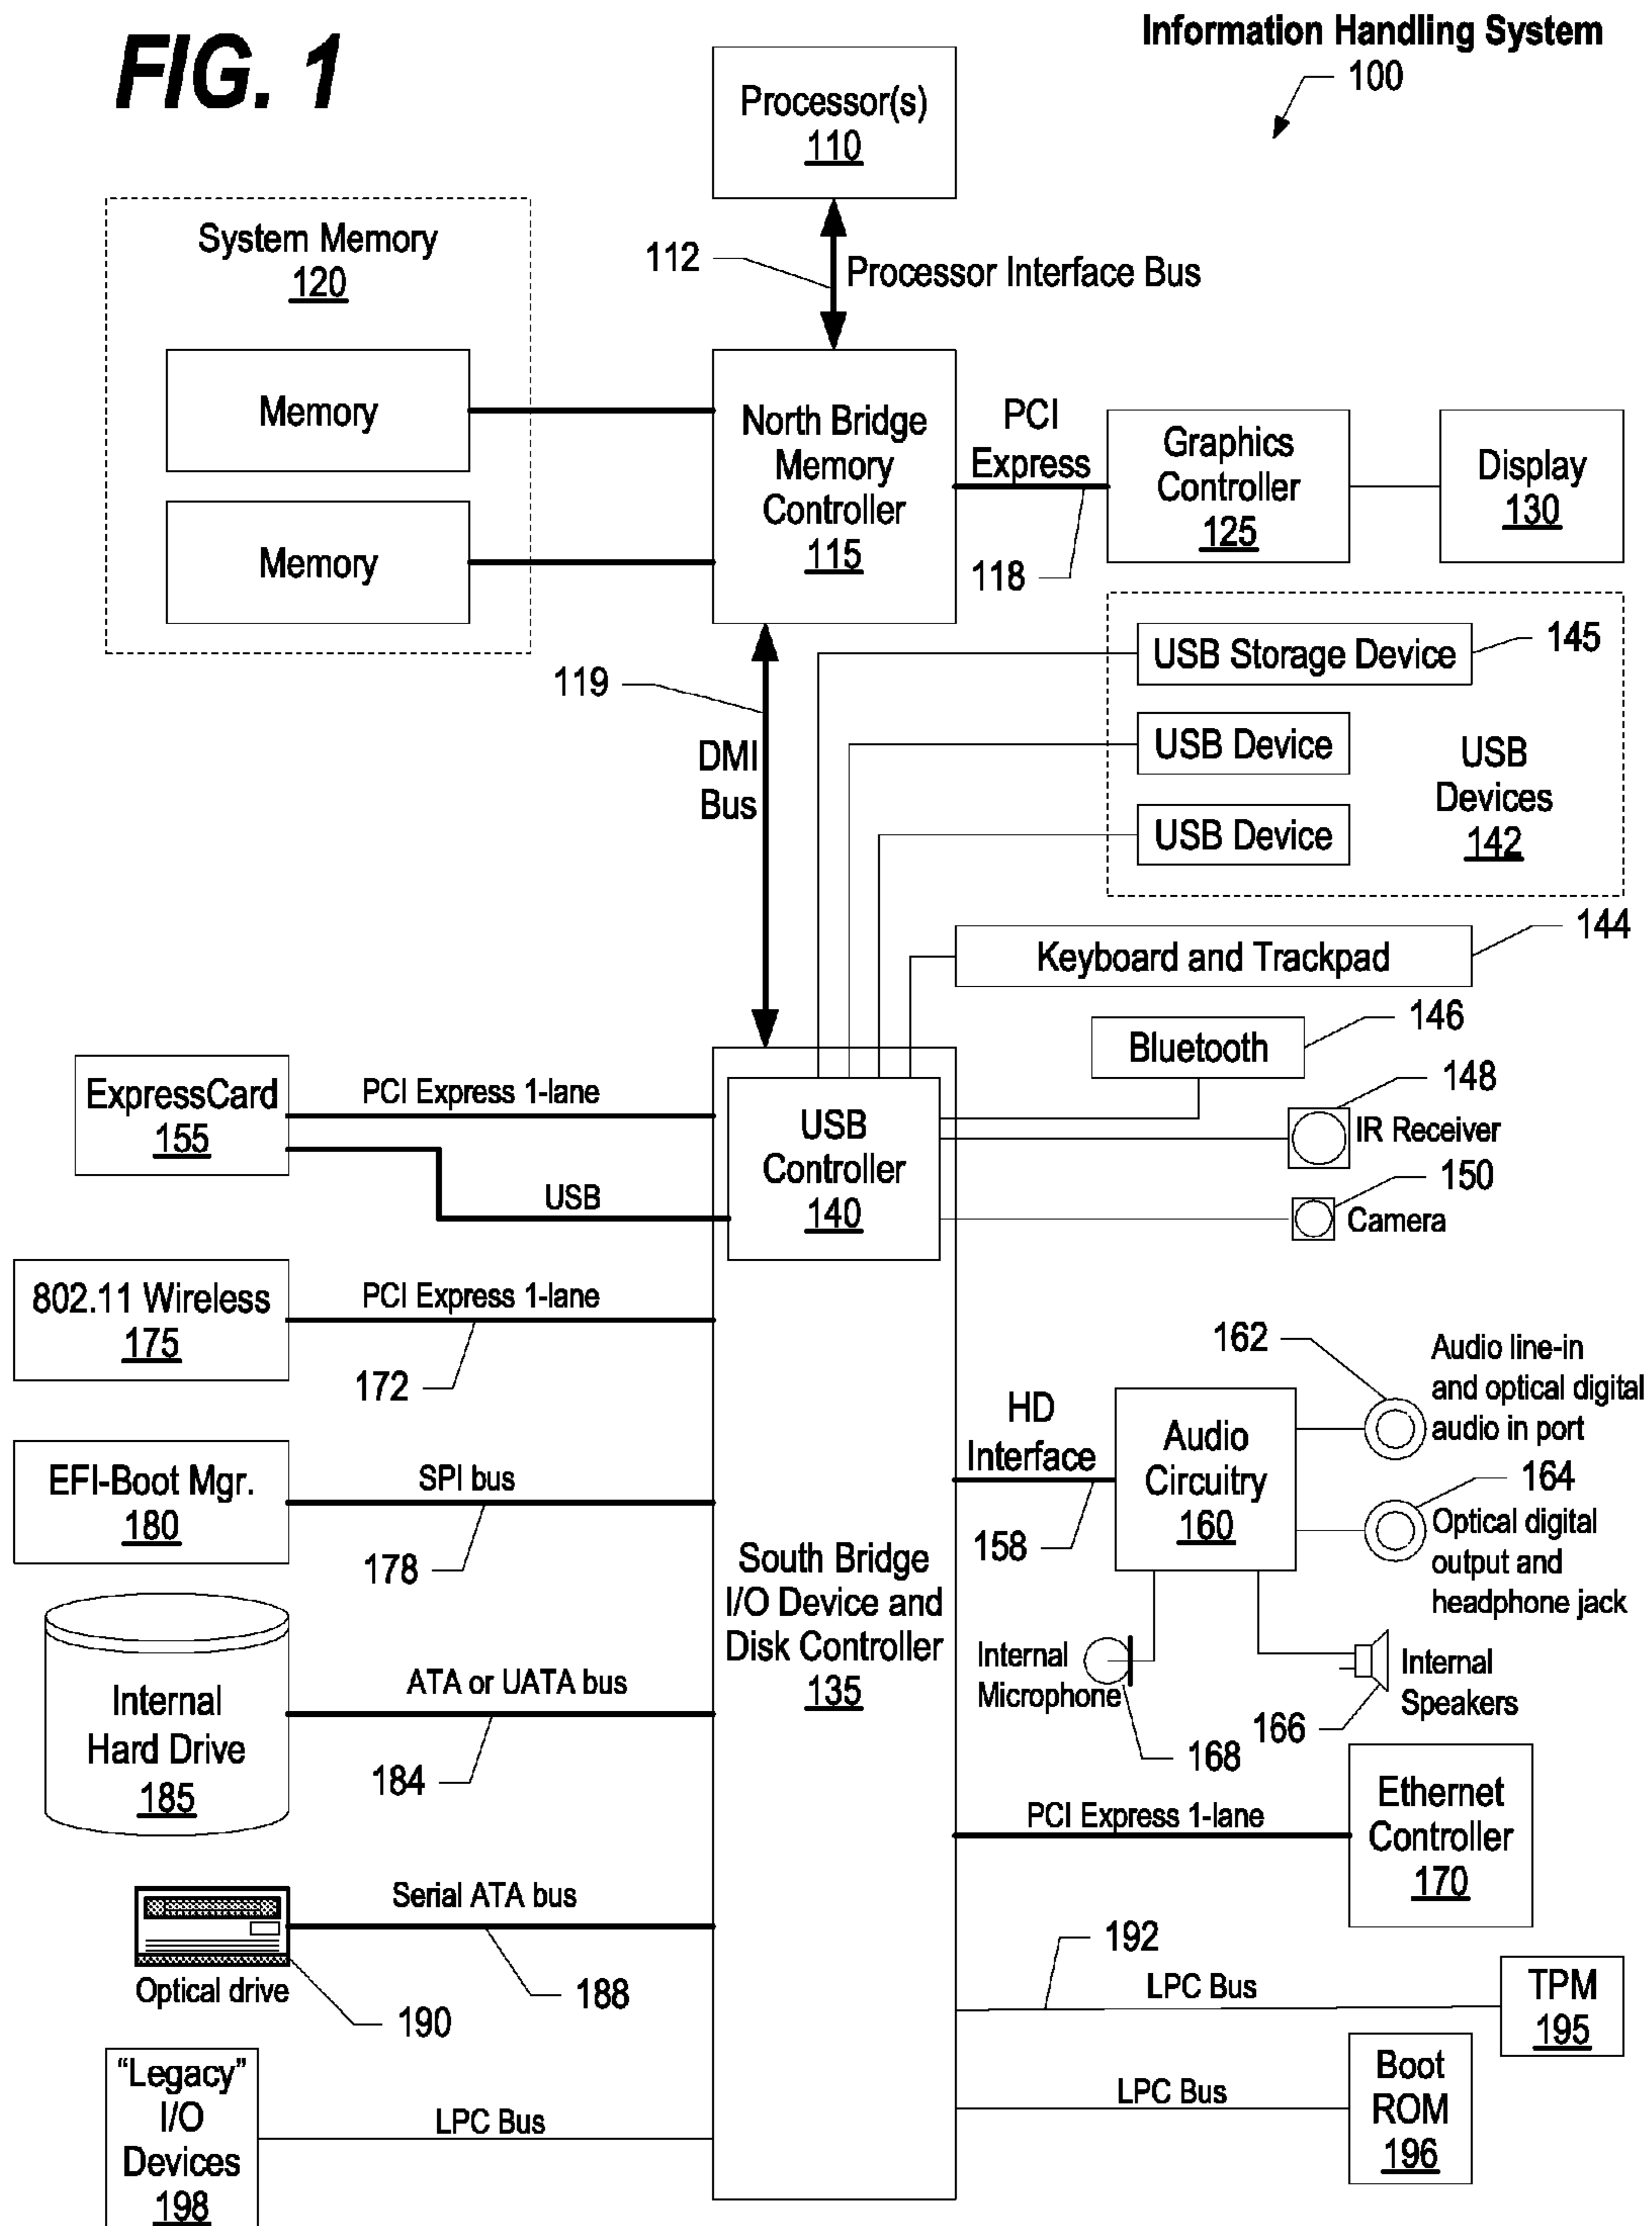 FIG. 1
Information Handling System
100
Processor(s)
110
112
Processor Interface Bus
System Memory
120
Memory
Memory
North Bridge
Memory
Controller
115
PCI
Express
118
Graphics
Controller
125
Display
130
119
DMI
Bus
USB Storage Device
145
USB Device
USB Device
USB
Devices
142
Keyboard and Trackpad
144
Bluetooth
146
148
IR Receiver
150
Camera
ExpressCard
155
PCI Express 1-lane
USB
USB
Controller
140
802.11 Wireless
175
PCI Express 1-lane
172
EFI-Boot Mgr.
180
SPI bus
178
South Bridge
I/O Device and
Disk Controller
135
HD
Interface
158
Audio
Circuitry
160
162
Audio line-in
and optical digital
audio in port
164
Optical digital
output and
headphone jack
Internal
Microphone
168
166
Internal
Speakers
Internal
Hard Drive
185
ATA or UATA bus
184
PCI Express 1-lane
Ethernet
Controller
170
Serial ATA bus
188
Optical drive
190
192
LPC Bus
TPM
195
LPC Bus
Boot
ROM
196
“Legacy”
I/O
Devices
198
LPC Bus